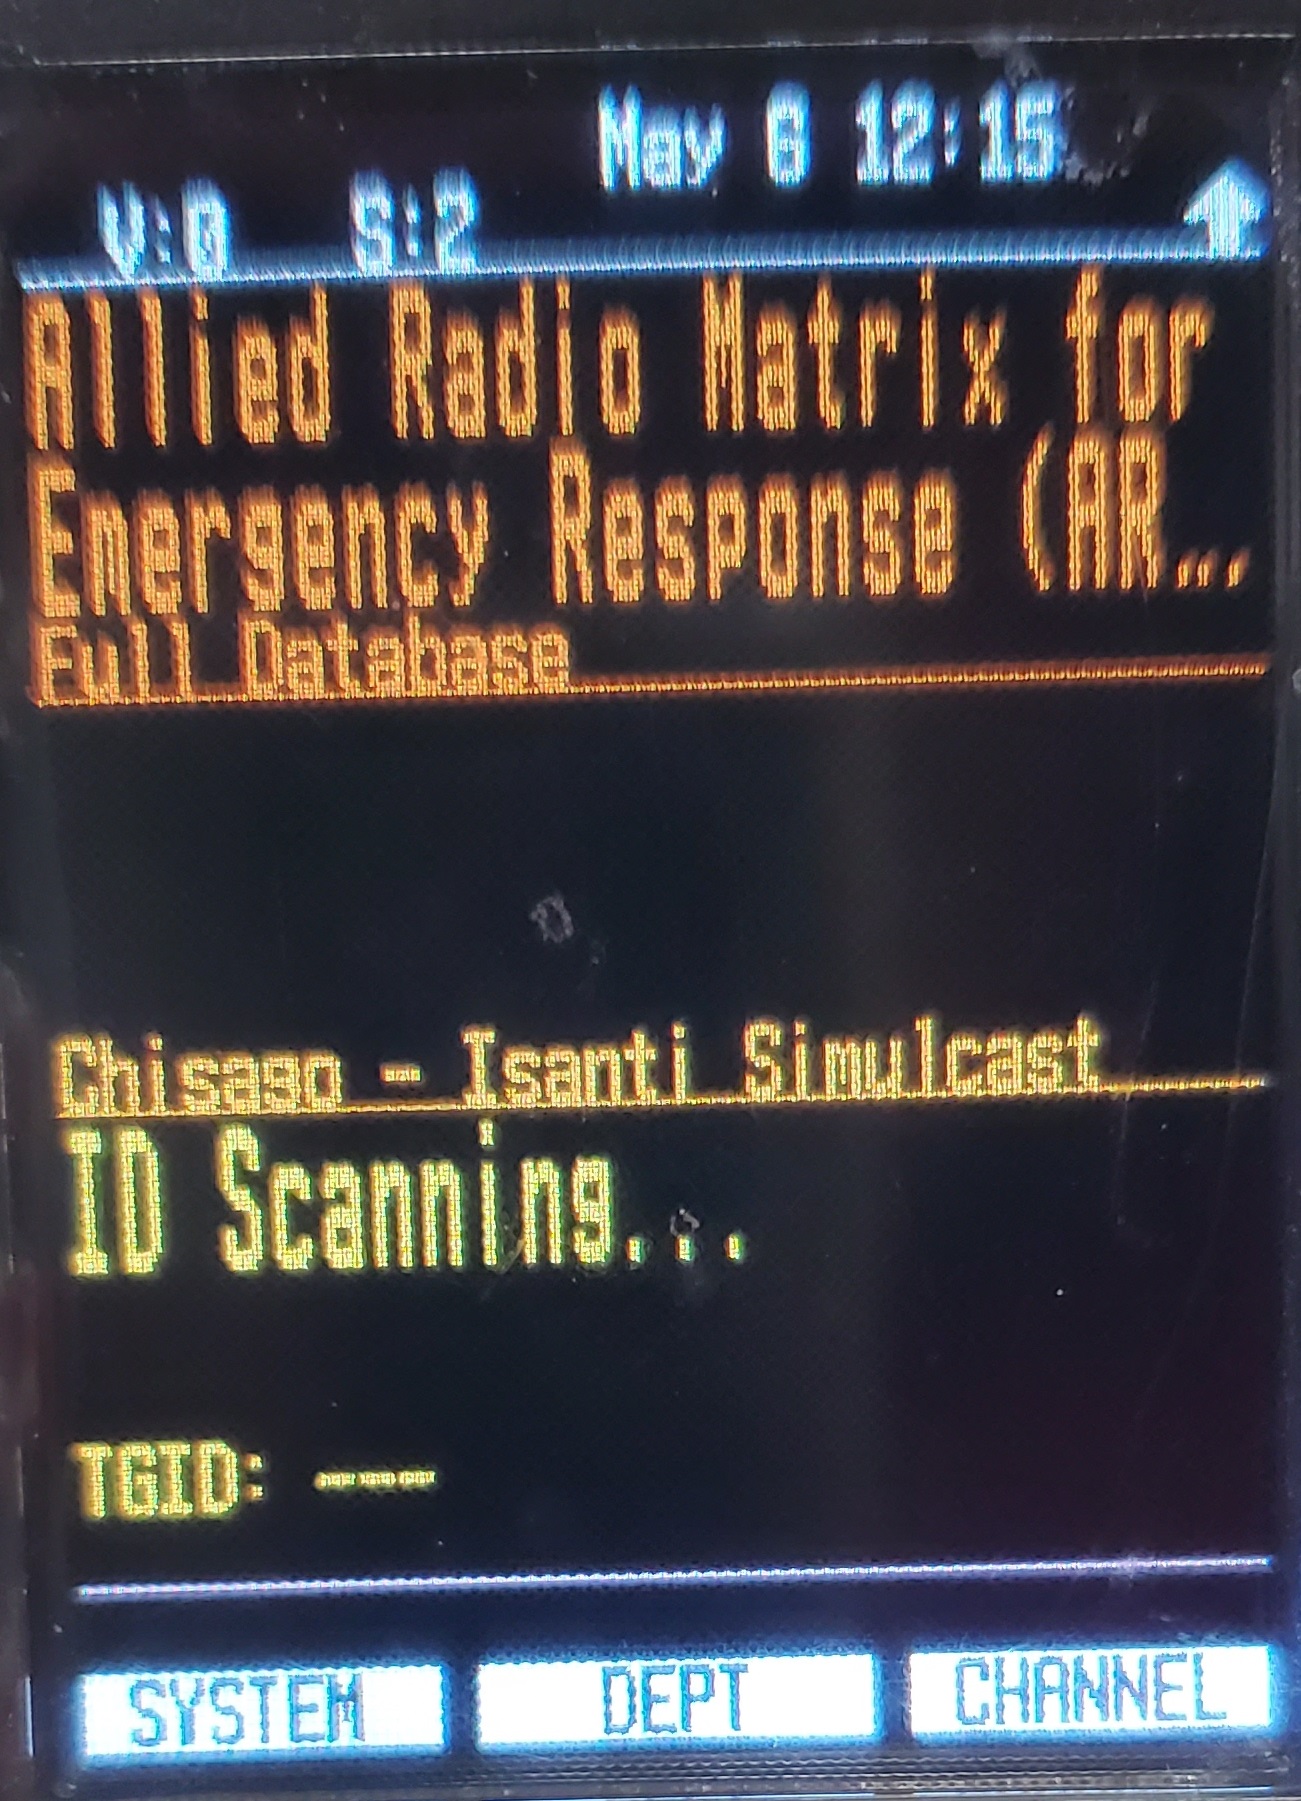 May 8 12:15
V:0 S:2
Allied Radio Matrix for
Emergency Response (AR...
Full Database
Chisago - Isanti Simulcast
ID Scanning...
TGID: ---
SYSTEM DEPT CHANNEL